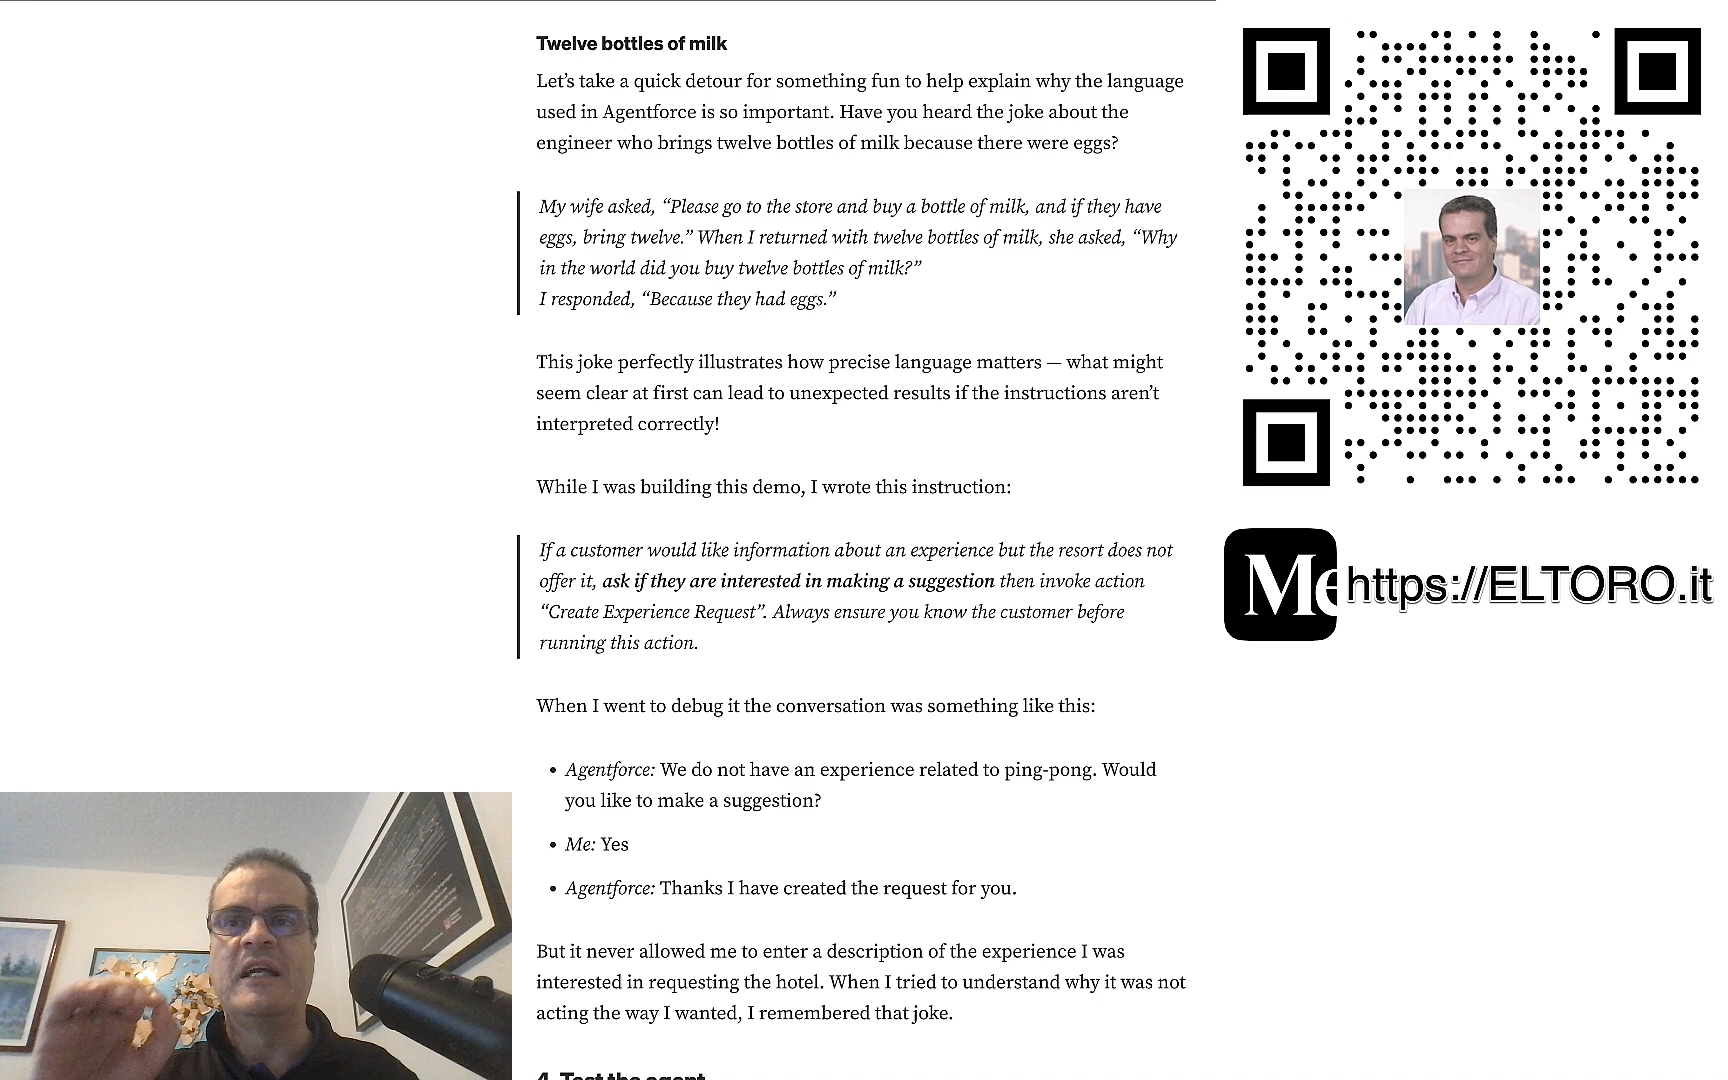 Twelve bottles of milk
Let’s take a quick detour for something fun to help explain why the language
used in Agentforce is so important. Have you heard the joke about the
engineer who brings twelve bottles of milk because there were eggs?
My wife asked, “Please go to the store and buy a bottle of milk, and if they have
eggs, bring twelve.” When I returned with twelve bottles of milk, she asked, “Why
in the world did you buy twelve bottles of milk?”
I responded, “Because they had eggs.”
This joke perfectly illustrates how precise language matters — what might
seem clear at first can lead to unexpected results if the instructions aren’t
interpreted correctly!
While I was building this demo, I wrote this instruction:
If a customer would like information about an experience but the resort does not
offer it, ask if they are interested in making a suggestion then invoke action
“Create Experience Request”. Always ensure you know the customer before
running this action.
When I went to debug it the conversation was something like this:
• Agentforce: We do not have an experience related to ping-pong. Would
you like to make a suggestion?
• Me: Yes
• Agentforce: Thanks I have created the request for you.
But it never allowed me to enter a description of the experience I was
interested in requesting the hotel. When I tried to understand why it was not
acting the way I wanted, I remembered that joke.
4. Test the agent
Me https://ELTORO.it